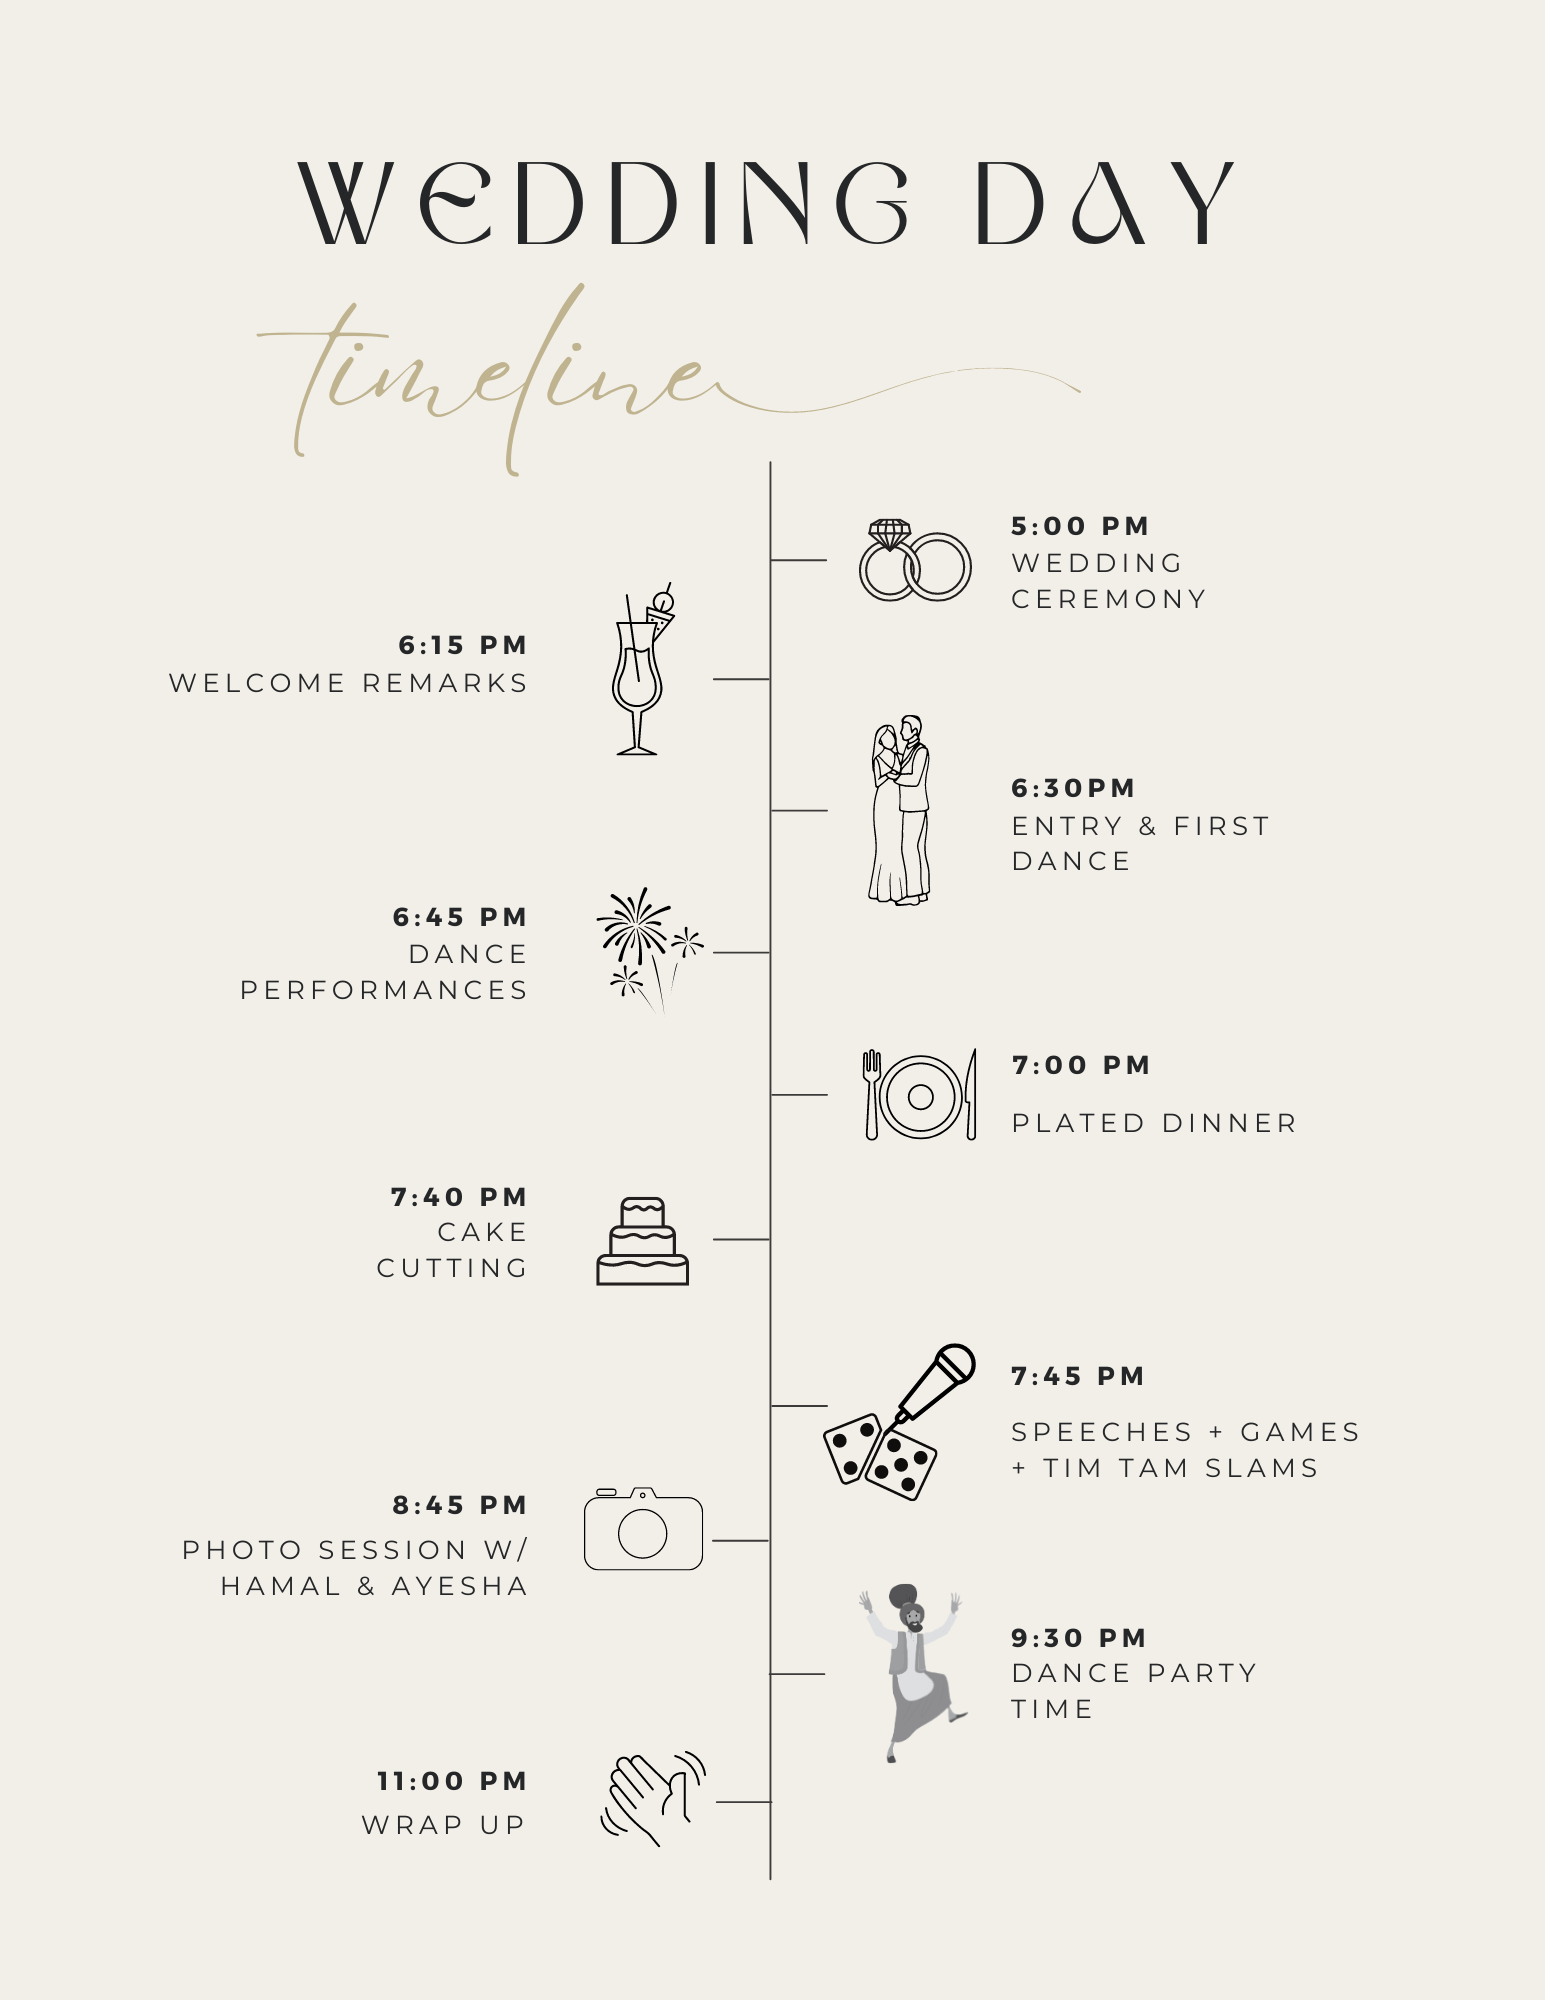 WEDDING DAY
timeline
5:00 PM
WEDDING
CEREMONY
6:15 PM
WELCOME REMARKS
6:30PM
ENTRY & FIRST
DANCE
6:45 PM
DANCE
PERFORMANCES
7:00 PM
PLATED DINNER
7:40 PM
CAKE
CUTTING
7:45 PM
SPEECHES + GAMES
+ TIM TAM SLAMS
8:45 PM
PHOTO SESSION W/
HAMAL & AYESHA
9:30 PM
DANCE PARTY
TIME
11:00 PM
WRAP UP